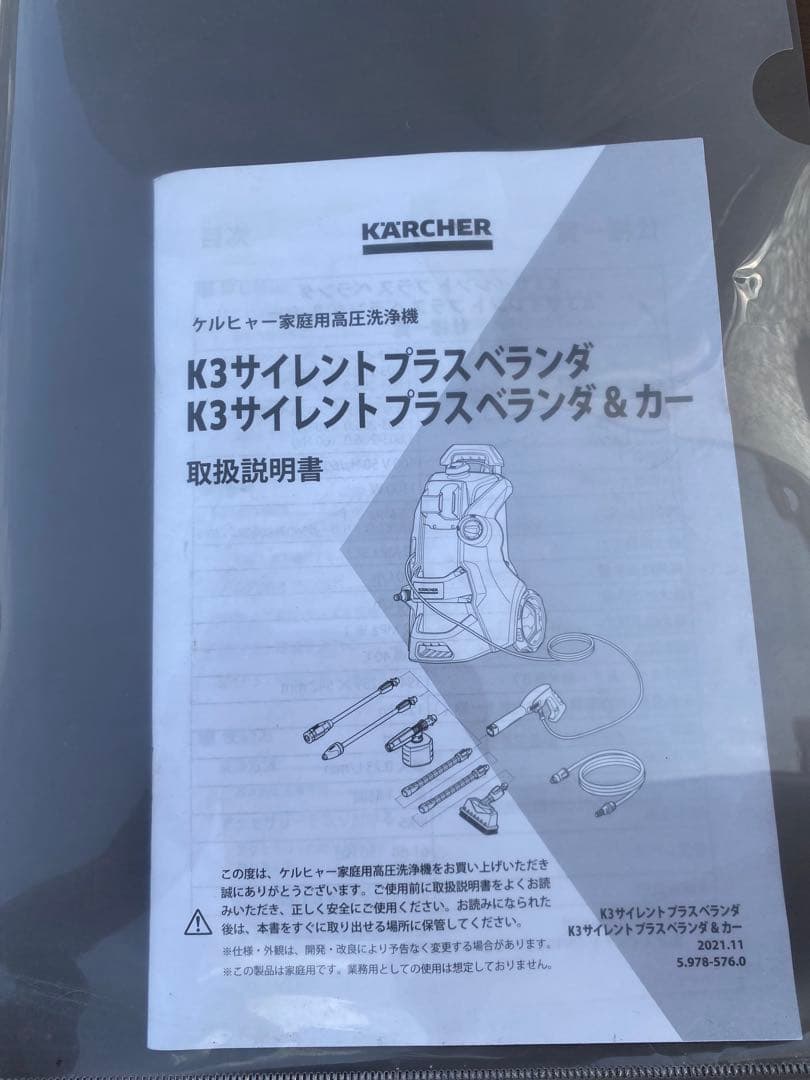 KÄRCHER
ケルヒャー家庭用高圧洗浄機
K3サイレント プラス ベランダ
K3サイレント プラス ベランダ & カー
取扱説明書
KÄRCHER
この度は、ケルヒャー家庭用高圧洗浄機をお買い上げいただき
誠にありがとうございます。ご使用前に取扱説明書をよくお読
みいただき、正しく安全にご使用ください。お読みになられた
後は、本書をすぐに取り出せる場所に保管してください。
※仕様・外観は、開発・改良により予告なく変更する場合があります。
※この製品は家庭用です。業務用としての使用は想定しておりません。
K3サイレント プラス ベランダ
K3サイレント プラス ベランダ & カー
2021.11
5.978-576.0